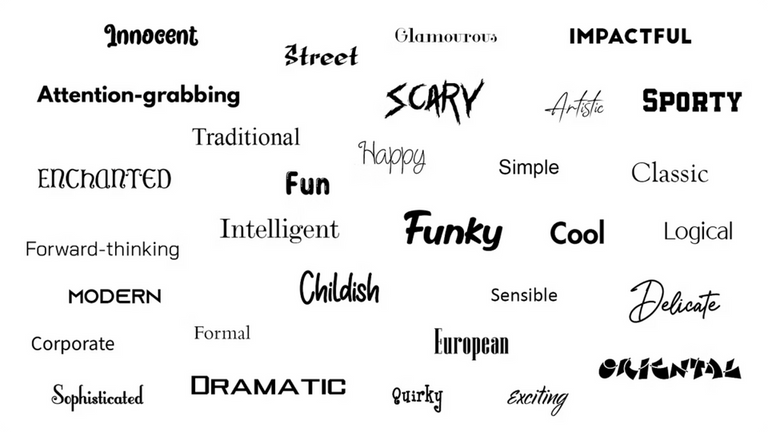 Innocent
Street
Glamourous
IMPACTFUL
Attention-grabbing
SCARY
Artistic
SPORTY
Traditional
Happy
ENCHANTED
Fun
Simple
Classic
Intelligent
Funky
Cool
Logical
Forward-thinking
MODERN
Childish
Sensible
Delicate
Corporate
Formal
European
ORIENTAL
Sophisticated
DRAMATIC
Quirky
Exciting